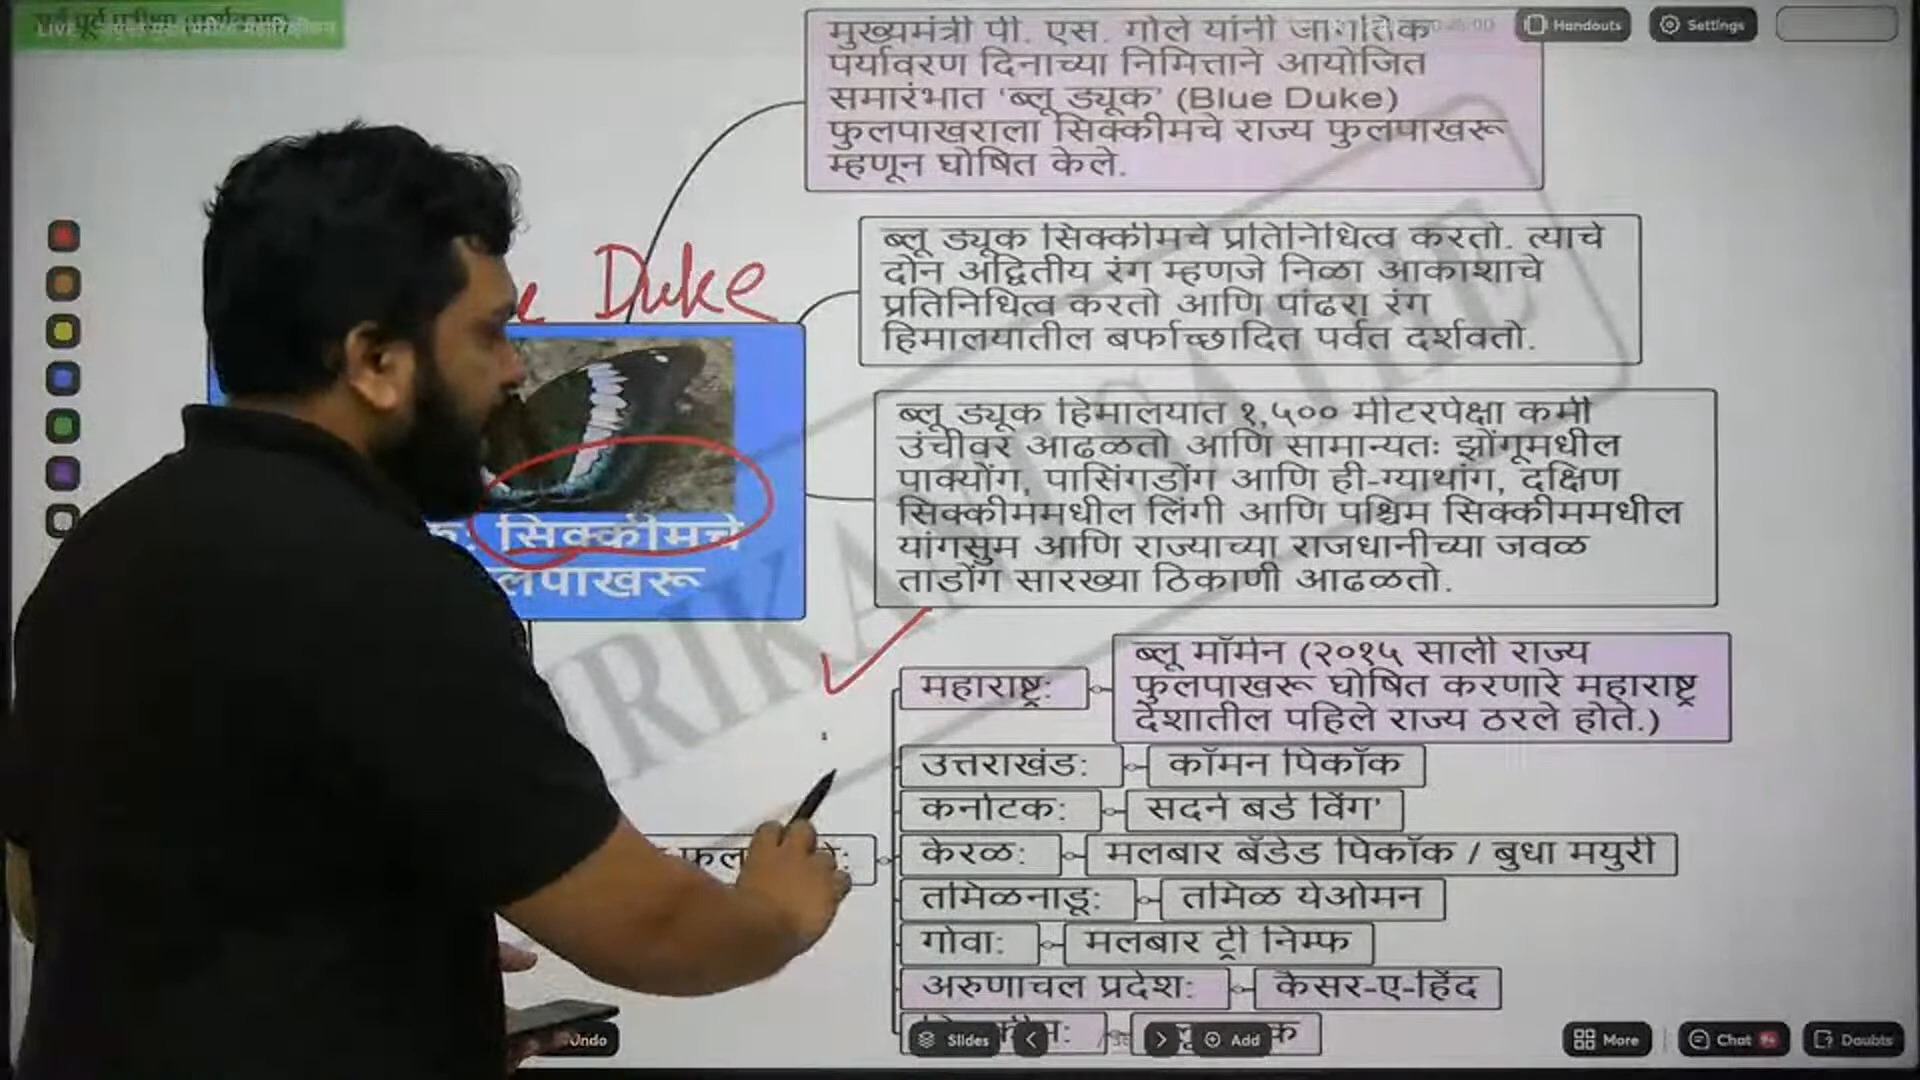 LIVE
मुख्यमंत्री पी. एस. गोले यांनी जागतिक
पर्यावरण दिनाच्या निमित्ताने आयोजित
समारंभात 'ब्लू ड्यूक' (Blue Duke)
फुलपाखराला सिक्कीमचे राज्य फुलपाखरू
म्हणून घोषित केले.
Handouts
Settings
ब्लू ड्यूक सिक्कीमचे प्रतिनिधित्व करतो. त्याचे
दोन अद्वितीय रंग म्हणजे निळा आकाशाचे
प्रतिनिधित्व करतो आणि पांढरा रंग
हिमालयातील बर्फाच्छादित पर्वत दर्शवतो.
Duke
ब्लू ड्यूक हिमालयात १,५०० मीटरपेक्षा कमी
उंचीवर आढळतो आणि सामान्यतः झोंगूमधील
पाक्योंग, पासिंगडोंग आणि ही-ग्याथांग, दक्षिण
सिक्कीममधील लिंगी आणि पश्चिम सिक्कीममधील
यांगसुम आणि राज्याच्या राजधानीच्या जवळ
ताडोंग सारख्या ठिकाणी आढळतो.
सिक्कीमचे
लपाखरू
महाराष्ट्र:
ब्लू मॉर्मन (२०१५ साली राज्य
फुलपाखरू घोषित करणारे महाराष्ट्र
देशातील पहिले राज्य ठरले होते.)
उत्तराखंड: कॉमन पिकॉक
कर्नाटक: सदर्न बर्ड विंग'
केरळ: मलबार बँडेड पिकॉक / बुधा मयुरी
तमिळनाडू: तमिळ येओमन
गोवा: मलबार ट्री निम्फ
अरुणाचल प्रदेश: कैसर-ए-हिंद
Undo
Slides
Add
More
Chat
Doubts